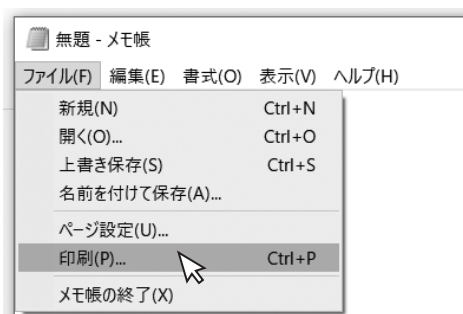 無題 - メモ帳
ファイル(F) 編集(E) 書式(O) 表示(V) ヘルプ(H)
新規(N) Ctrl+N
開く(O)... Ctrl+O
上書き保存(S) Ctrl+S
名前を付けて保存(A)...
ページ設定(U)...
印刷(P)... Ctrl+P
メモ帳の終了(X)